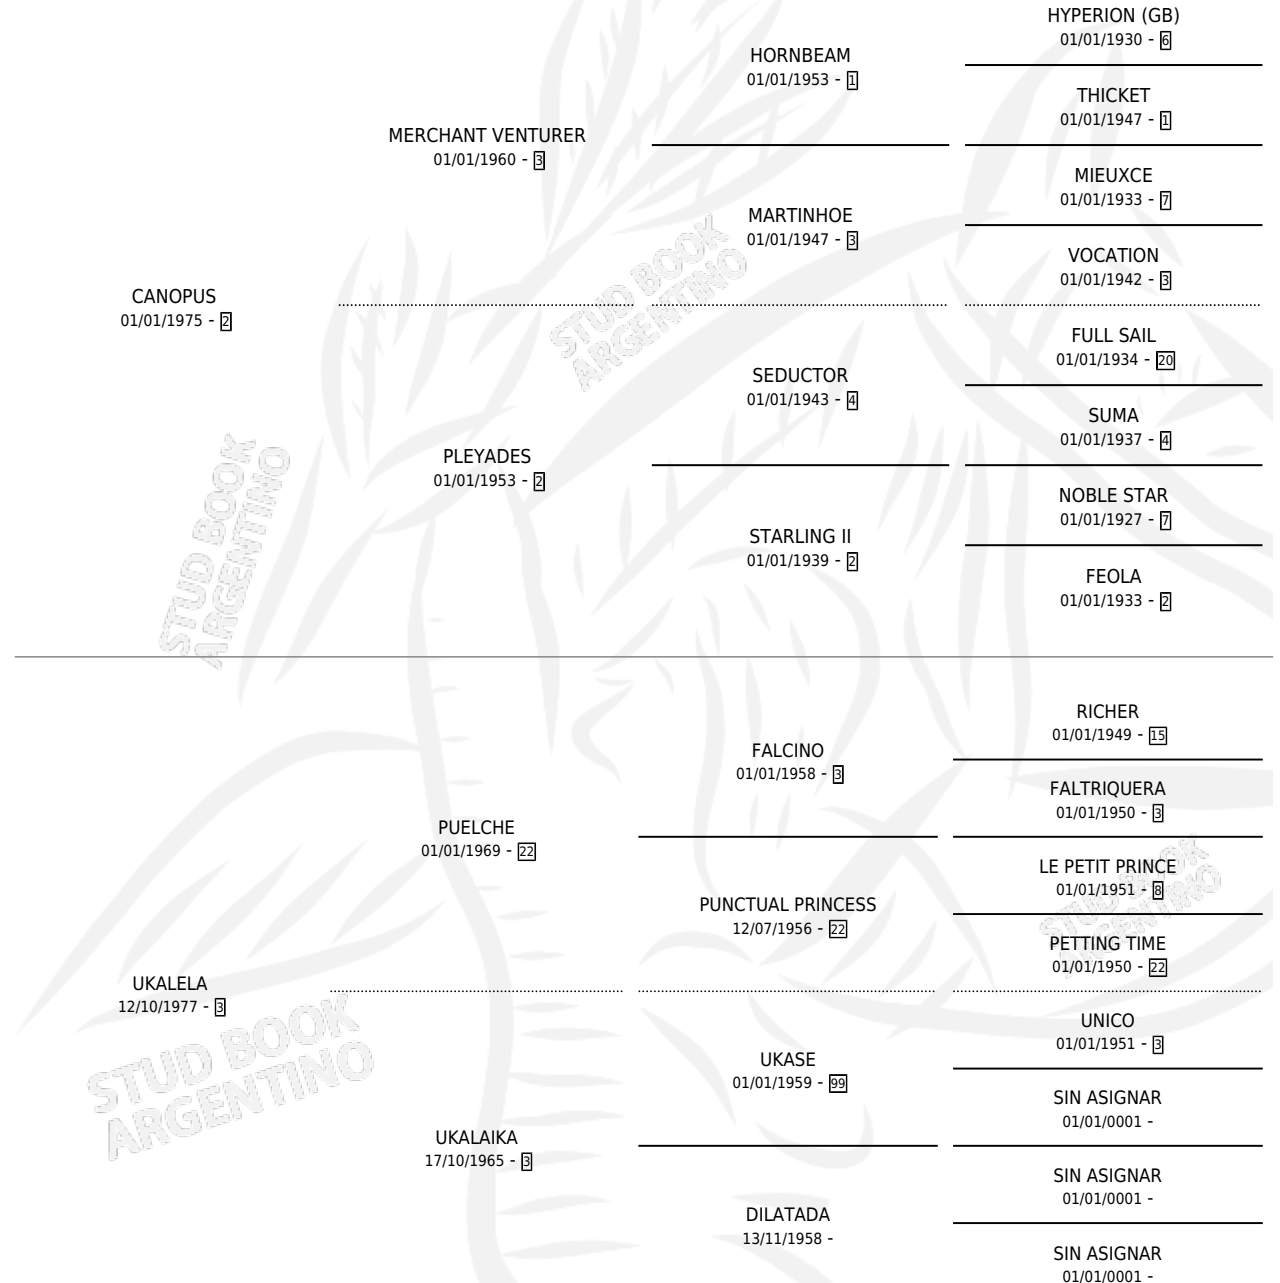 HYPERION (GB)
01/01/1930 - 6
HORNBEAM
01/01/1953 - 1
THICKET
01/01/1947 - 1
MERCHANT VENTURER
01/01/1960 - 3
MIEUXCE
01/01/1933 - 7
MARTINHOE
01/01/1947 - 3
VOCATION
01/01/1942 - 3
CANOPUS
01/01/1975 - 2
FULL SAIL
01/01/1934 - 20
SEDUCTOR
01/01/1943 - 4
SUMA
01/01/1937 - 4
PLEYADES
01/01/1953 - 2
NOBLE STAR
01/01/1927 - 7
STARLING II
01/01/1939 - 2
FEOLA
01/01/1933 - 2
RICHER
01/01/1949 - 15
FALCINO
01/01/1958 - 3
FALTRIQUERA
01/01/1950 - 3
PUELCHE
01/01/1969 - 22
LE PETIT PRINCE
01/01/1951 - 8
PUNCTUAL PRINCESS
12/07/1956 - 22
PETTING TIME
01/01/1950 - 22
UKALELA
12/10/1977 - 3
UNICO
01/01/1951 - 3
UKASE
01/01/1959 - 99
SIN ASIGNAR
01/01/0001 -
UKALAIKA
17/10/1965 - 3
SIN ASIGNAR
01/01/0001 -
DILATADA
13/11/1958 -
SIN ASIGNAR
01/01/0001 -
STUD BOOK
ARGENTINO
STUD BOOK
ARGENTINO
STUD BOOK
ARGENTINO
STUD BOOK
ARGENTINO